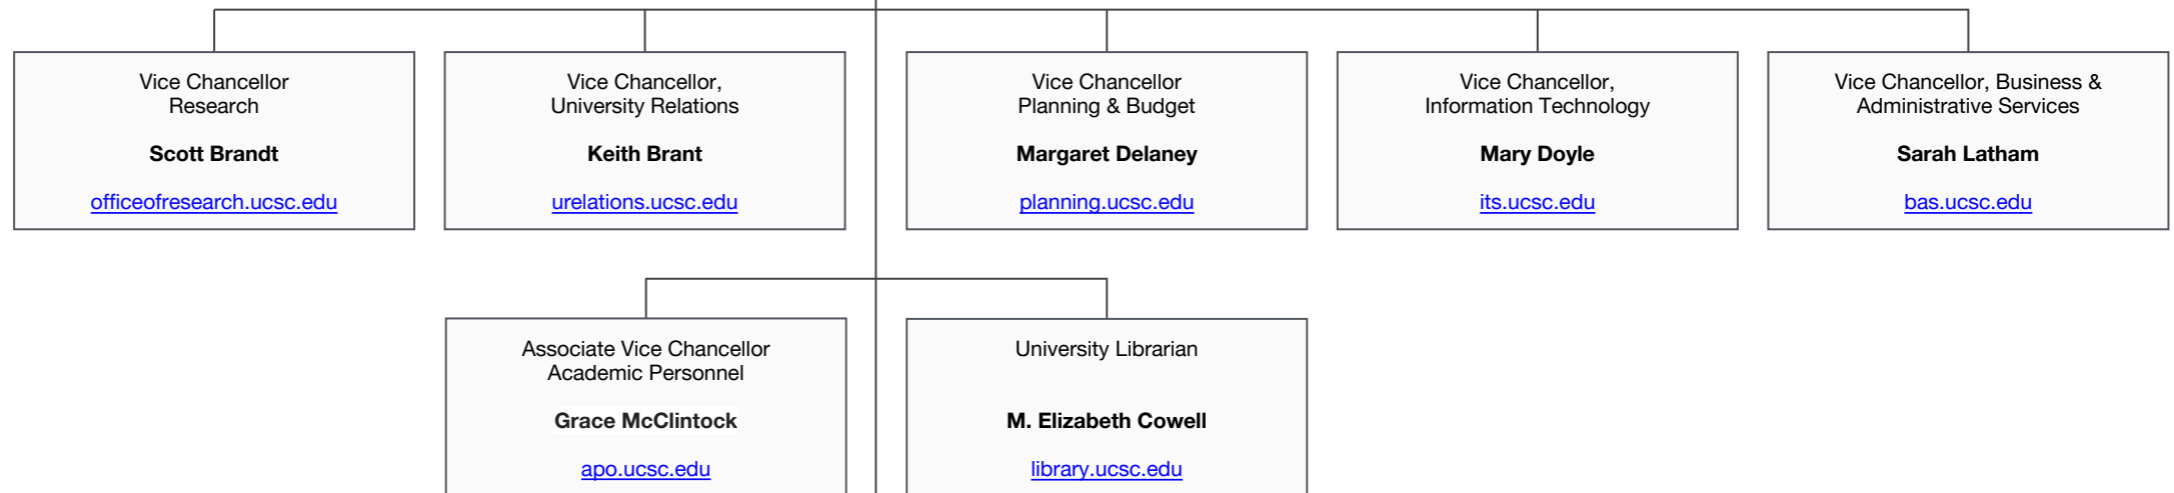 Vice Chancellor
Research
Scott Brandt
officeofresearch.ucsc.edu
Vice Chancellor,
University Relations
Keith Brant
urelations.ucsc.edu
Vice Chancellor
Planning & Budget
Margaret Delaney
planning.ucsc.edu
Vice Chancellor,
Information Technology
Mary Doyle
its.ucsc.edu
Vice Chancellor, Business &
Administrative Services
Sarah Latham
bas.ucsc.edu
Associate Vice Chancellor
Academic Personnel
Grace McClintock
apo.ucsc.edu
University Librarian
M. Elizabeth Cowell
library.ucsc.edu